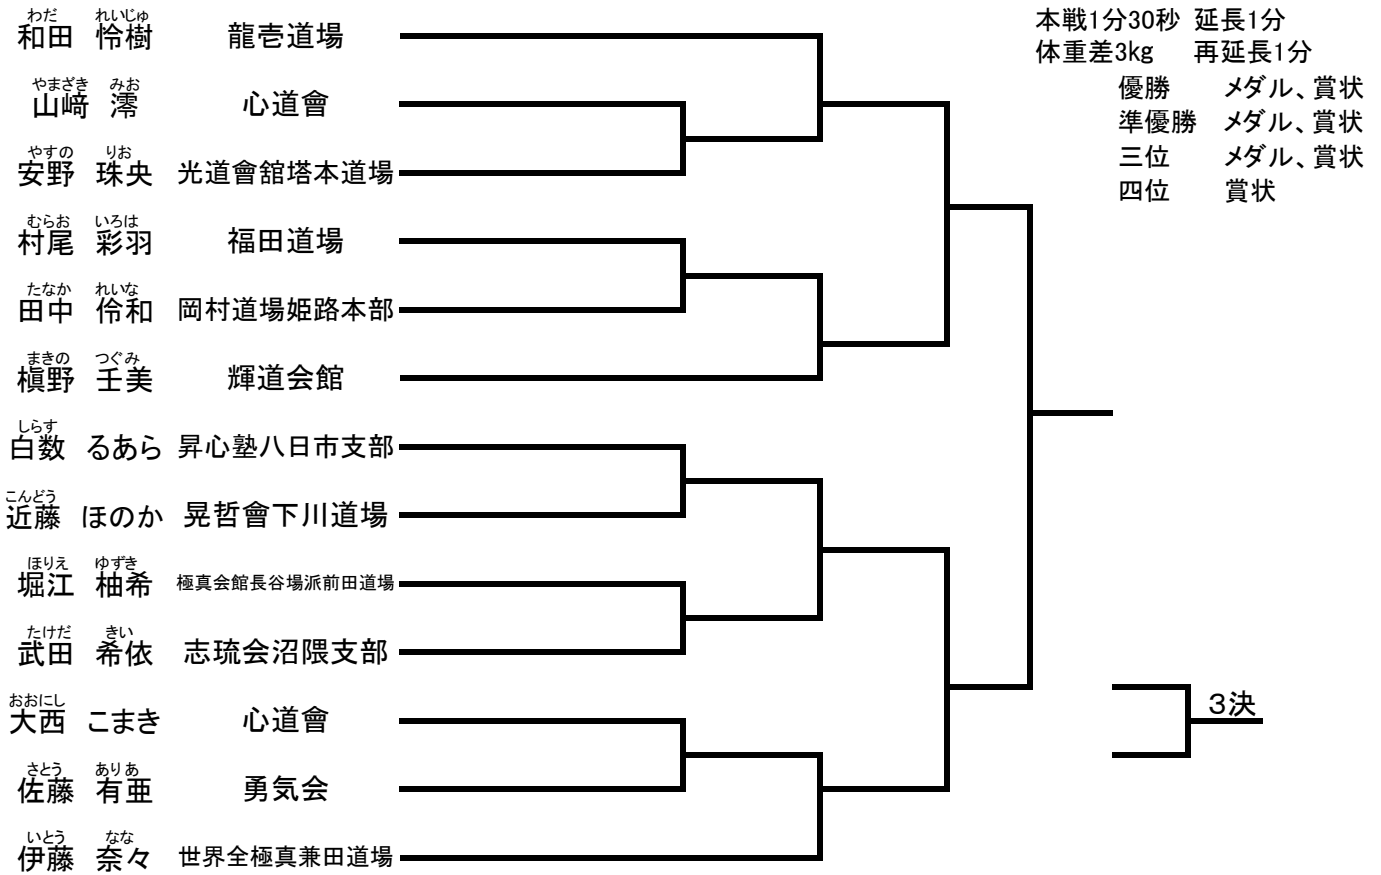 わだ れいじゅ
和田 怜樹 龍壱道場
やまざき みお
山﨑 澪 心道會
やすの りお
安野 珠央 光道會舘塔本道場
むらお いろは
村尾 彩羽 福田道場
たなか れいな
田中 伶和 岡村道場姫路本部
まきの つぐみ
槇野 壬美 輝道会館
しらす
白数 るあら 昇心塾八日市支部
こんどう
近藤 ほのか 晃哲會下川道場
ほりえ ゆずき
堀江 柚希 極真会館長谷場派前田道場
たけだ きい
武田 希依 志琉会沼隈支部
おおにし
大西 こまき 心道會
さとう ありあ
佐藤 有亜 勇気会
いとう なな
伊藤 奈々 世界全極真兼田道場
本戦1分30秒 延長1分
体重差3kg 再延長1分
優勝 メダル、賞状
準優勝 メダル、賞状
三位 メダル、賞状
四位 賞状
３決